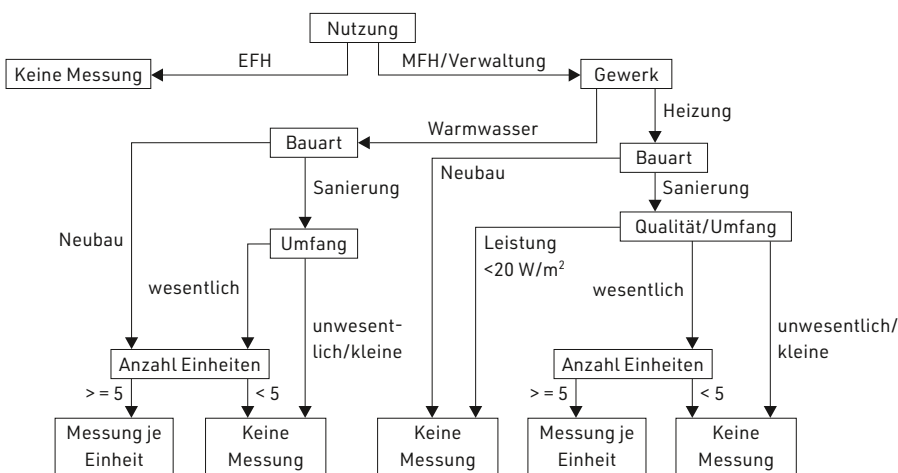 Nutzung
EFH
MFH/Verwaltung
Keine Messung
Gewerk
Heizung
Warmwasser
Bauart
Bauart
Neubau
Sanierung
Sanierung
Neubau
Umfang
Qualität/Umfang
Leistung
<20 W/m²
wesentlich
wesentlich
unwesent-
lich/kleine
unwesentlich/
kleine
Anzahl Einheiten
Anzahl Einheiten
> = 5
< 5
> = 5
< 5
Messung je
Einheit
Keine
Messung
Keine
Messung
Messung je
Einheit
Keine
Messung